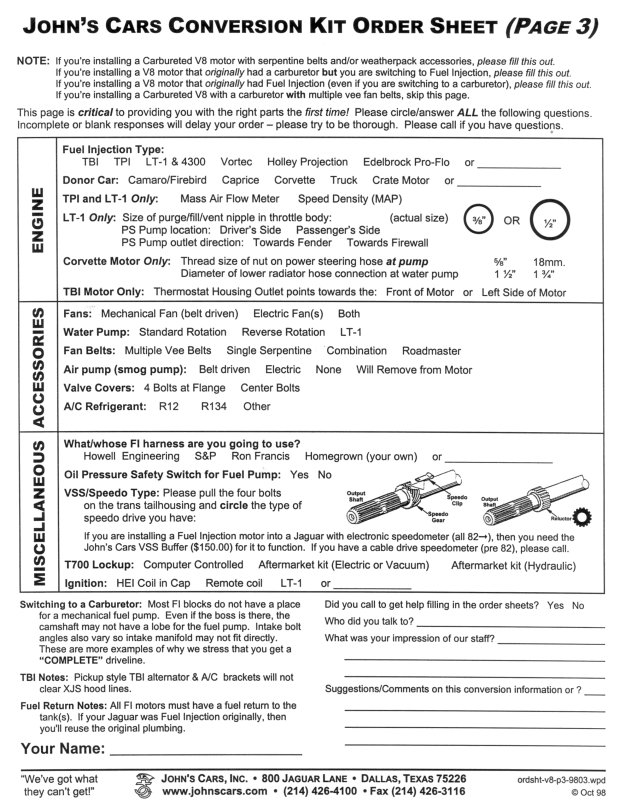 JOHN'S CARS CONVERSION KIT ORDER SHEET (PAGE 3)
NOTE: If you're installing a Carbureted V8 motor with serpentine belts and/or weatherpack accessories, please fill this out.
If you're installing a V8 motor that originally had a carburetor but you are switching to Fuel Injection, please fill this out.
If you're installing a V8 motor that originally had Fuel Injection (even if you are switching to a carburetor), please fill this out.
If you're installing a Carbureted V8 with a carburetor with multiple vee fan belts, skip this page.
This page is critical to providing you with the right parts the first time! Please circle/answer ALL the following questions.
Incomplete or blank responses will delay your order – please try to be thorough. Please call if you have questions.
ENGINE
Fuel Injection Type:
TBI TPI LT-1 & 4300 Vortec Holley Projection Edelbrock Pro-Flo or ____
Donor Car: Camaro/Firebird Caprice Corvette Truck Crate Motor or ____
TPI and LT-1 Only: Mass Air Flow Meter Speed Density (MAP)
LT-1 Only: Size of purge/fill/vent nipple in throttle body: (actual size) ⅜" OR ½"
PS Pump location: Driver's Side Passenger's Side
PS Pump outlet direction: Towards Fender Towards Firewall
Corvette Motor Only: Thread size of nut on power steering hose at pump ⅝" 18mm.
Diameter of lower radiator hose connection at water pump 1 ½" 1 ¾"
TBI Motor Only: Thermostat Housing Outlet points towards the: Front of Motor or Left Side of Motor
ACCESSORIES
Fans: Mechanical Fan (belt driven) Electric Fan(s) Both
Water Pump: Standard Rotation Reverse Rotation LT-1
Fan Belts: Multiple Vee Belts Single Serpentine Combination Roadmaster
Air pump (smog pump): Belt driven Electric None Will Remove from Motor
Valve Covers: 4 Bolts at Flange Center Bolts
A/C Refrigerant: R12 R134 Other
MISCELLANEOUS
What/whose FI harness are you going to use?
Howell Engineering S&P Ron Francis Homegrown (your own) or ____
Oil Pressure Safety Switch for Fuel Pump: Yes No
VSS/Speedo Type: Please pull the four bolts
on the trans tailhousing and circle the type of
speedo drive you have:
Output Shaft
Speedo Clip
Speedo Gear
Output Shaft
Reluctor
If you are installing a Fuel Injection motor into a Jaguar with electronic speedometer (all 82→), then you need the
John's Cars VSS Buffer ($150.00) for it to function. If you have a cable drive speedometer (pre 82), please call.
T700 Lockup: Computer Controlled Aftermarket kit (Electric or Vacuum) Aftermarket kit (Hydraulic)
Ignition: HEI Coil in Cap Remote coil LT-1 or ____
Switching to a Carburetor: Most FI blocks do not have a place
for a mechanical fuel pump. Even if the boss is there, the
camshaft may not have a lobe for the fuel pump. Intake bolt
angles also vary so intake manifold may not fit directly.
These are more examples of why we stress that you get a
"COMPLETE" driveline.
TBI Notes: Pickup style TBI alternator & A/C brackets will not
clear XJS hood lines.
Fuel Return Notes: All FI motors must have a fuel return to the
tank(s). If your Jaguar was Fuel Injection originally, then
you'll reuse the original plumbing.
Your Name: ____
Did you call to get help filling in the order sheets? Yes No
Who did you talk to? ____
What was your impression of our staff? ____
Suggestions/Comments on this conversion information or ? ____
"We've got what
they can't get!"
JOHN'S CARS, INC. • 800 JAGUAR LANE • DALLAS, TEXAS 75226
www.johnscars.com • (214) 426-4100 • Fax (214) 426-3116
ordsht-v8-p3-9803.wpd
© Oct 98